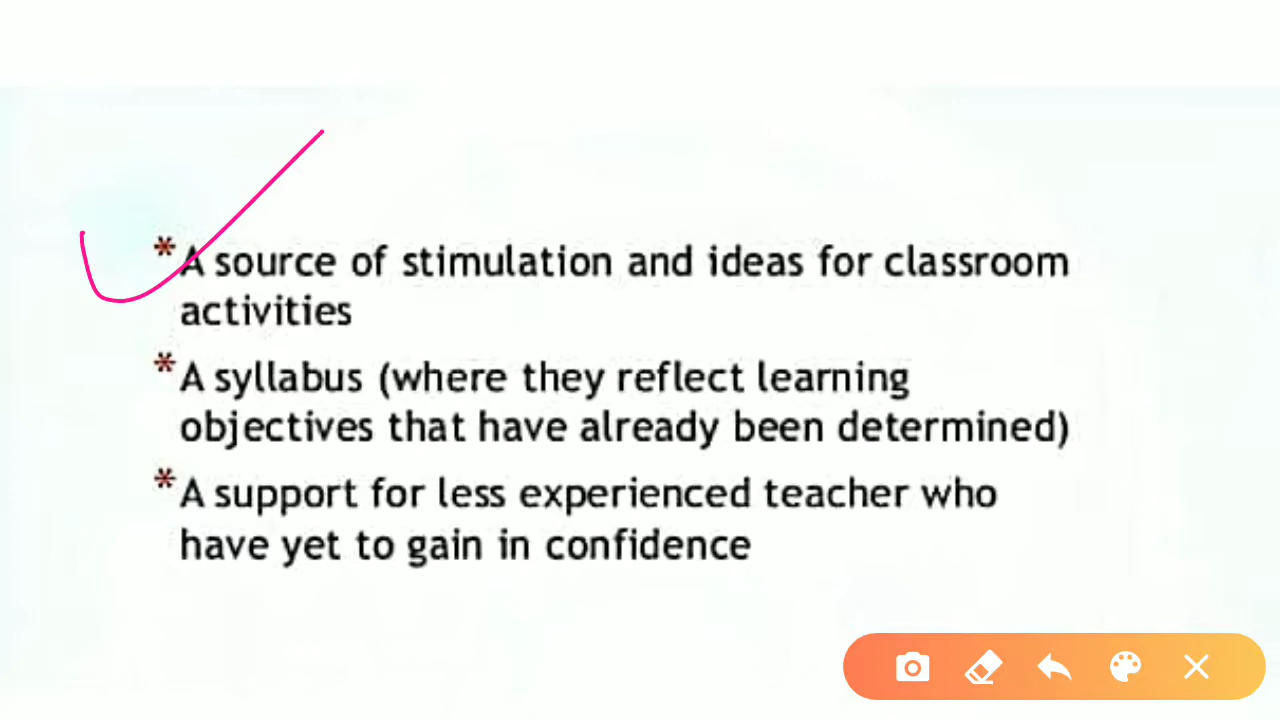 * A source of stimulation and ideas for classroom
activities
* A syllabus (where they reflect learning
objectives that have already been determined)
* A support for less experienced teacher who
have yet to gain in confidence